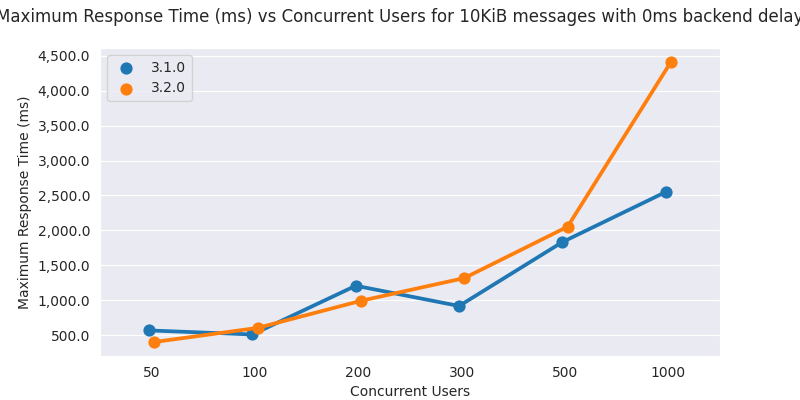 Maximum Response Time (ms) vs Concurrent Users for 10KiB messages with 0ms backend delay
4,500.0
4,000.0
3,500.0
3,000.0
2,500.0
2,000.0
1,500.0
1,000.0
500.0
Maximum Response Time (ms)
3.1.0
3.2.0
50 100 200 300 500 1000
Concurrent Users